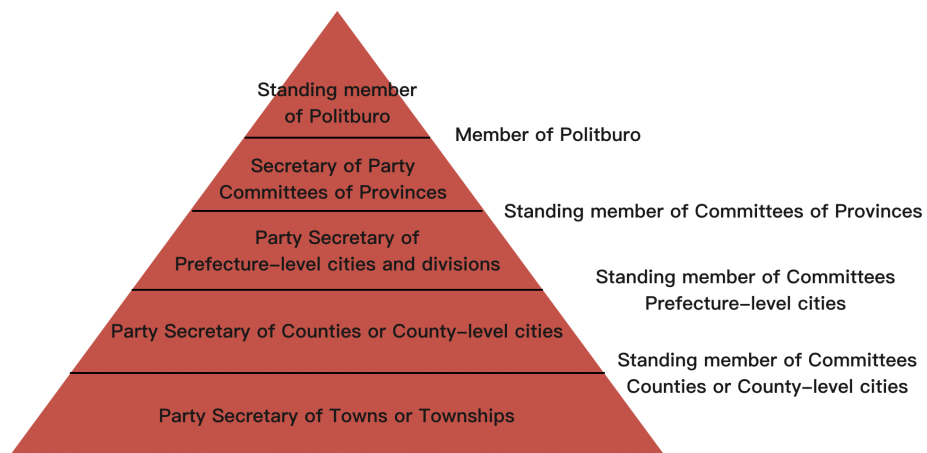 Standing member
of Politburo
Member of Politburo
Secretary of Party
Committees of Provinces
Standing member of Committees of Provinces
Party Secretary of
Prefecture-level cities and divisions
Standing member of Committees
Prefecture-level cities
Party Secretary of Counties or County-level cities
Standing member of Committees
Counties or County-level cities
Party Secretary of Towns or Townships